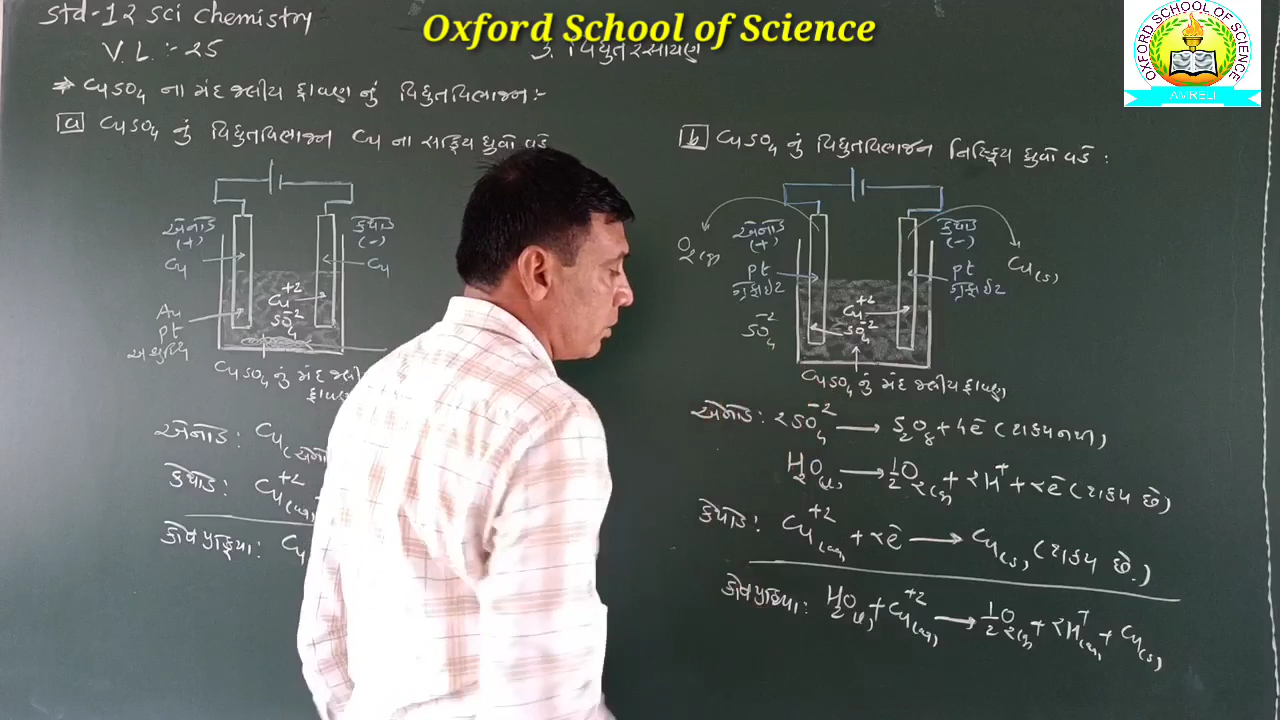 Oxford School of Science
OXFORD SCHOOL OF SCIENCE
AMRELI
Std-12 Sci Chemistry
V. L. :- 25
3. વિદ્યુતરસાયણ
⇒ CuSO4 ના મંદ જલીય દ્રાવણ નું વિદ્યુતવિભાજન :-
a CuSO4 નું વિદ્યુતવિભાજન Cu ના સક્રિય ધ્રુવો વડે
એનોડ
(+)
Cu
કેથોડ
(-)
Cu
Cu+2
SO4-2
Au
pt
અશુદ્ધિ
CuSO4 નું મંદ જલીય
એનોડ: Cu
કેથોડ: Cu+2(aq)
કોષ પ્રક્રિયા: Cu
b CuSO4 નું વિદ્યુતવિભાજન નિષ્ક્રિય ધ્રુવો વડે :
O2(g)
એનોડ
(+)
pt
ગ્રેફાઈટ
SO4-2
કેથોડ
(-)
pt
ગ્રેફાઈટ
Cu(s)
Cu+2
SO4-2
CuSO4 નું મંદ જલીય દ્રાવણ
એનોડ: 2SO4-2 → S2O8 + 4e- (શક્ય નથી)
H2O(l) → 1/2 O2(g) + 2H+ + 2e- (શક્ય છે)
કેથોડ: Cu+2(aq) + 2e- → Cu(s) (શક્ય છે.)
કોષ પ્રક્રિયા: H2O(l) + Cu+2(aq) → 1/2 O2(g) + 2H+(aq) + Cu(s)